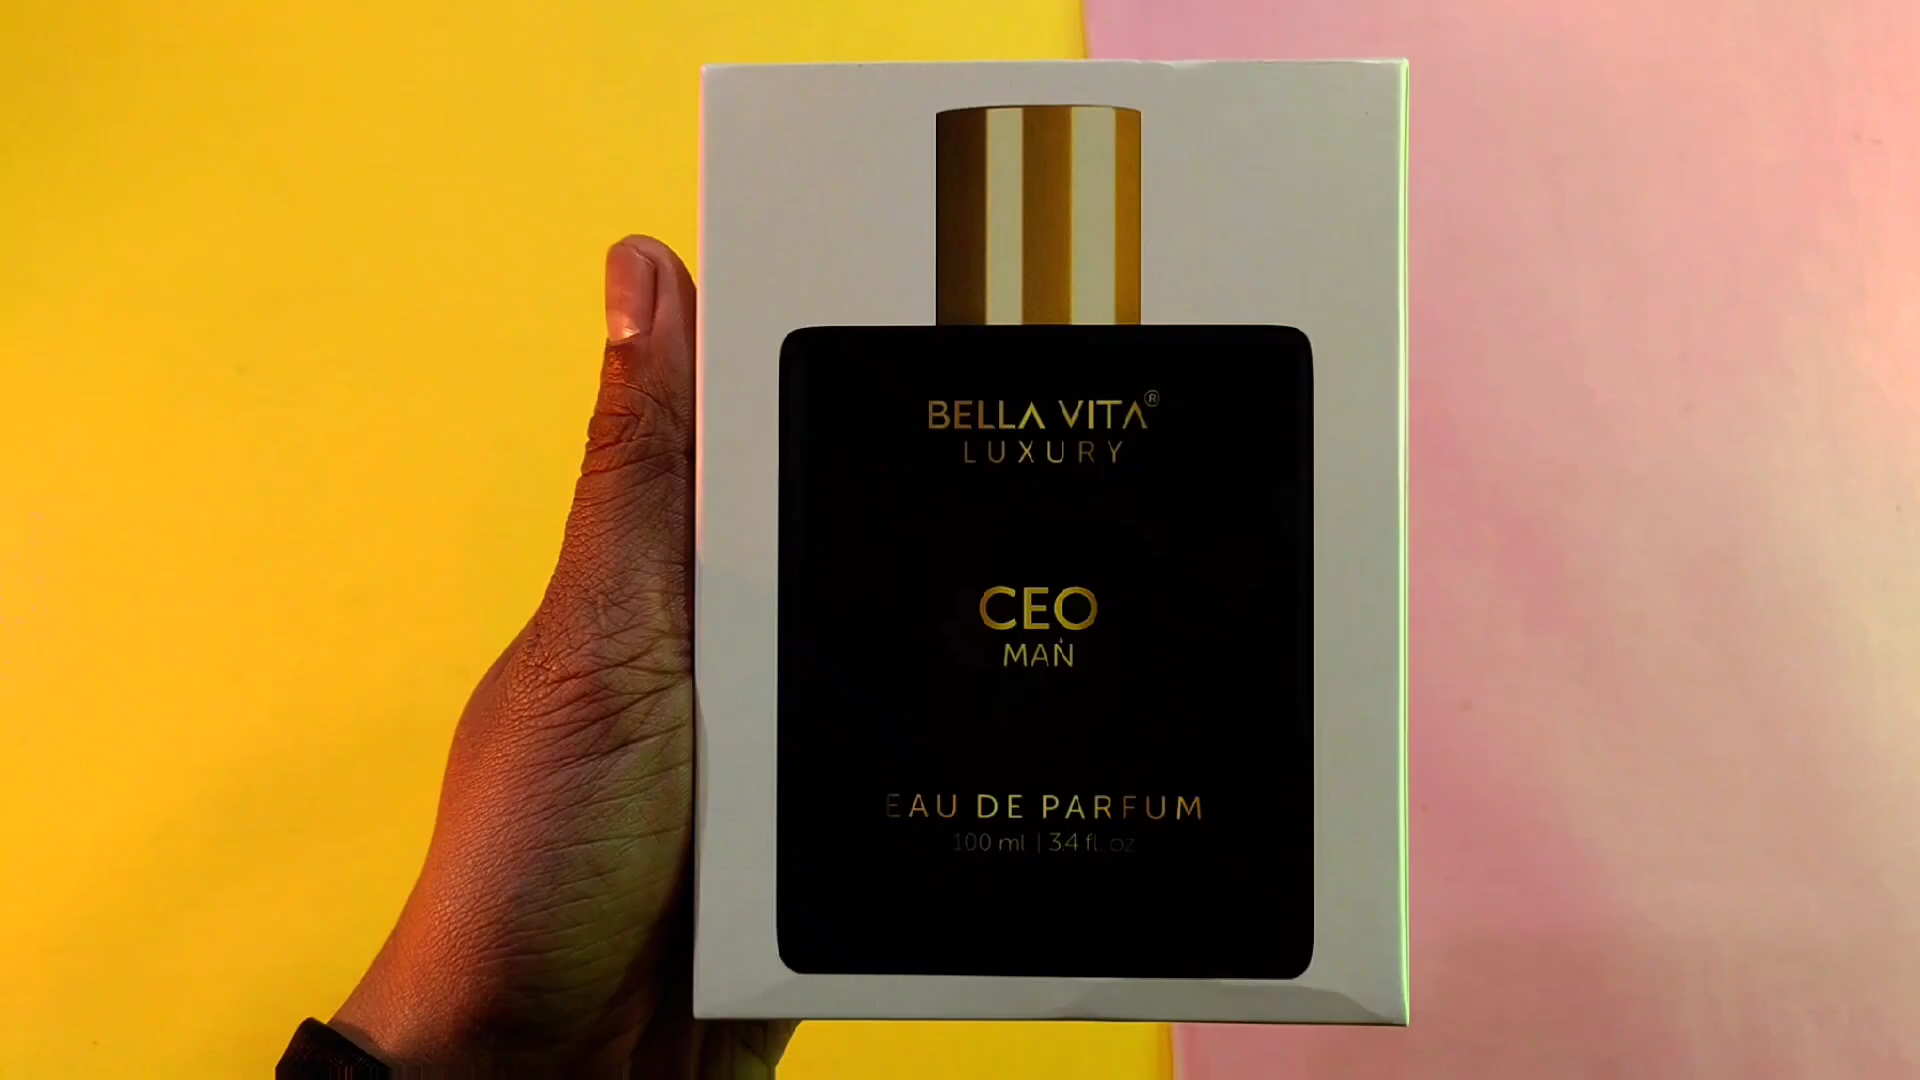 BELLA VITA®
LUXURY
CEO
MAN
EAU DE PARFUM
100 ml | 3.4 fl. oz